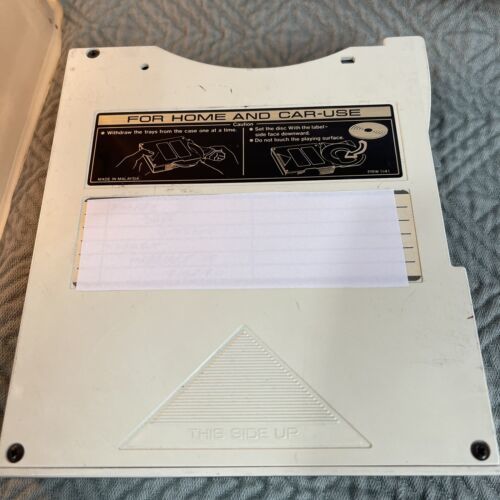 FOR HOME AND CAR-USE
Caution
● Withdraw the trays from the case one at a time.
● Set the disc With the label-
side face downward.
● Do not touch the playing surface.
MADE IN MALAYSIA
THIS SIDE UP